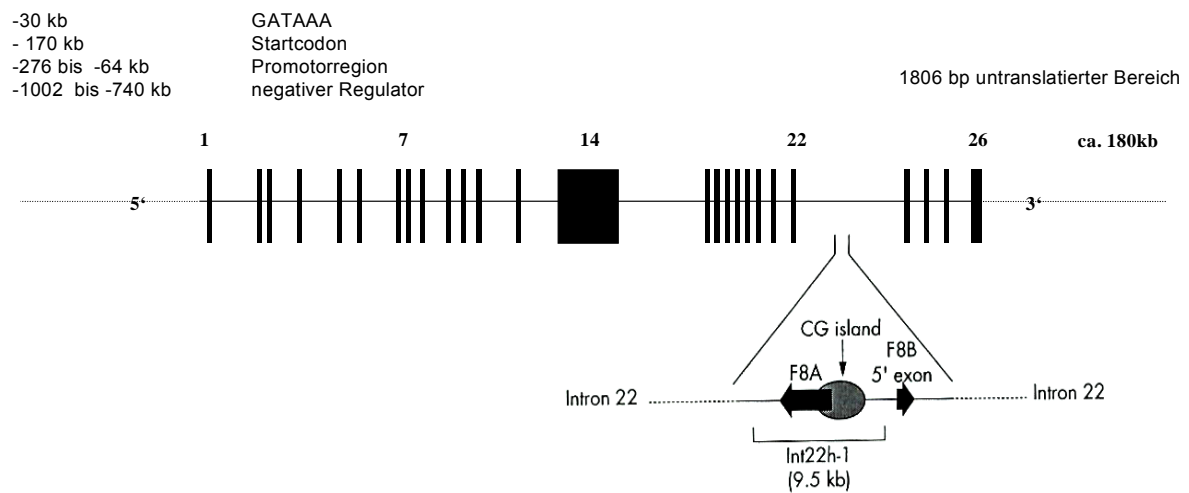 -30 kb GATAAA
- 170 kb Startcodon
-276 bis -64 kb Promotorregion
-1002 bis -740 kb negativer Regulator
1806 bp untranslatierter Bereich
1 7 14 22 26 ca. 180kb
5‘ 3‘
CG island
F8B
F8A 5' exon
Intron 22 Intron 22
Int22h-1
(9.5 kb)